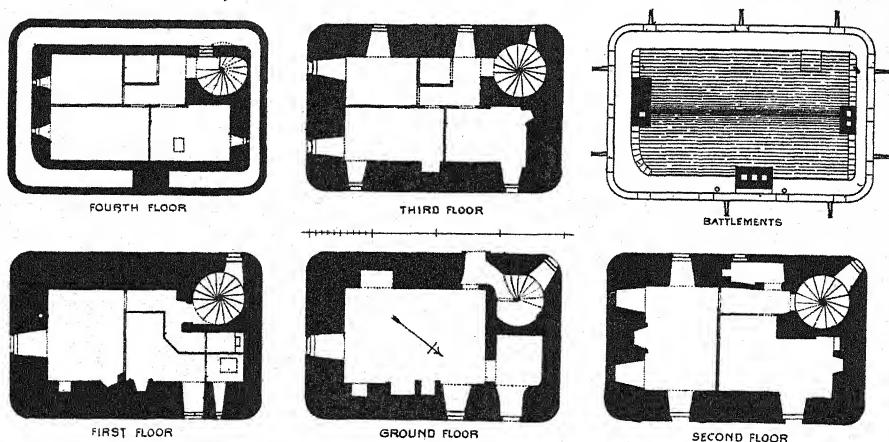 FOURTH FLOOR
THIRD FLOOR
BATTLEMENTS
FIRST FLOOR
GROUND FLOOR
SECOND FLOOR